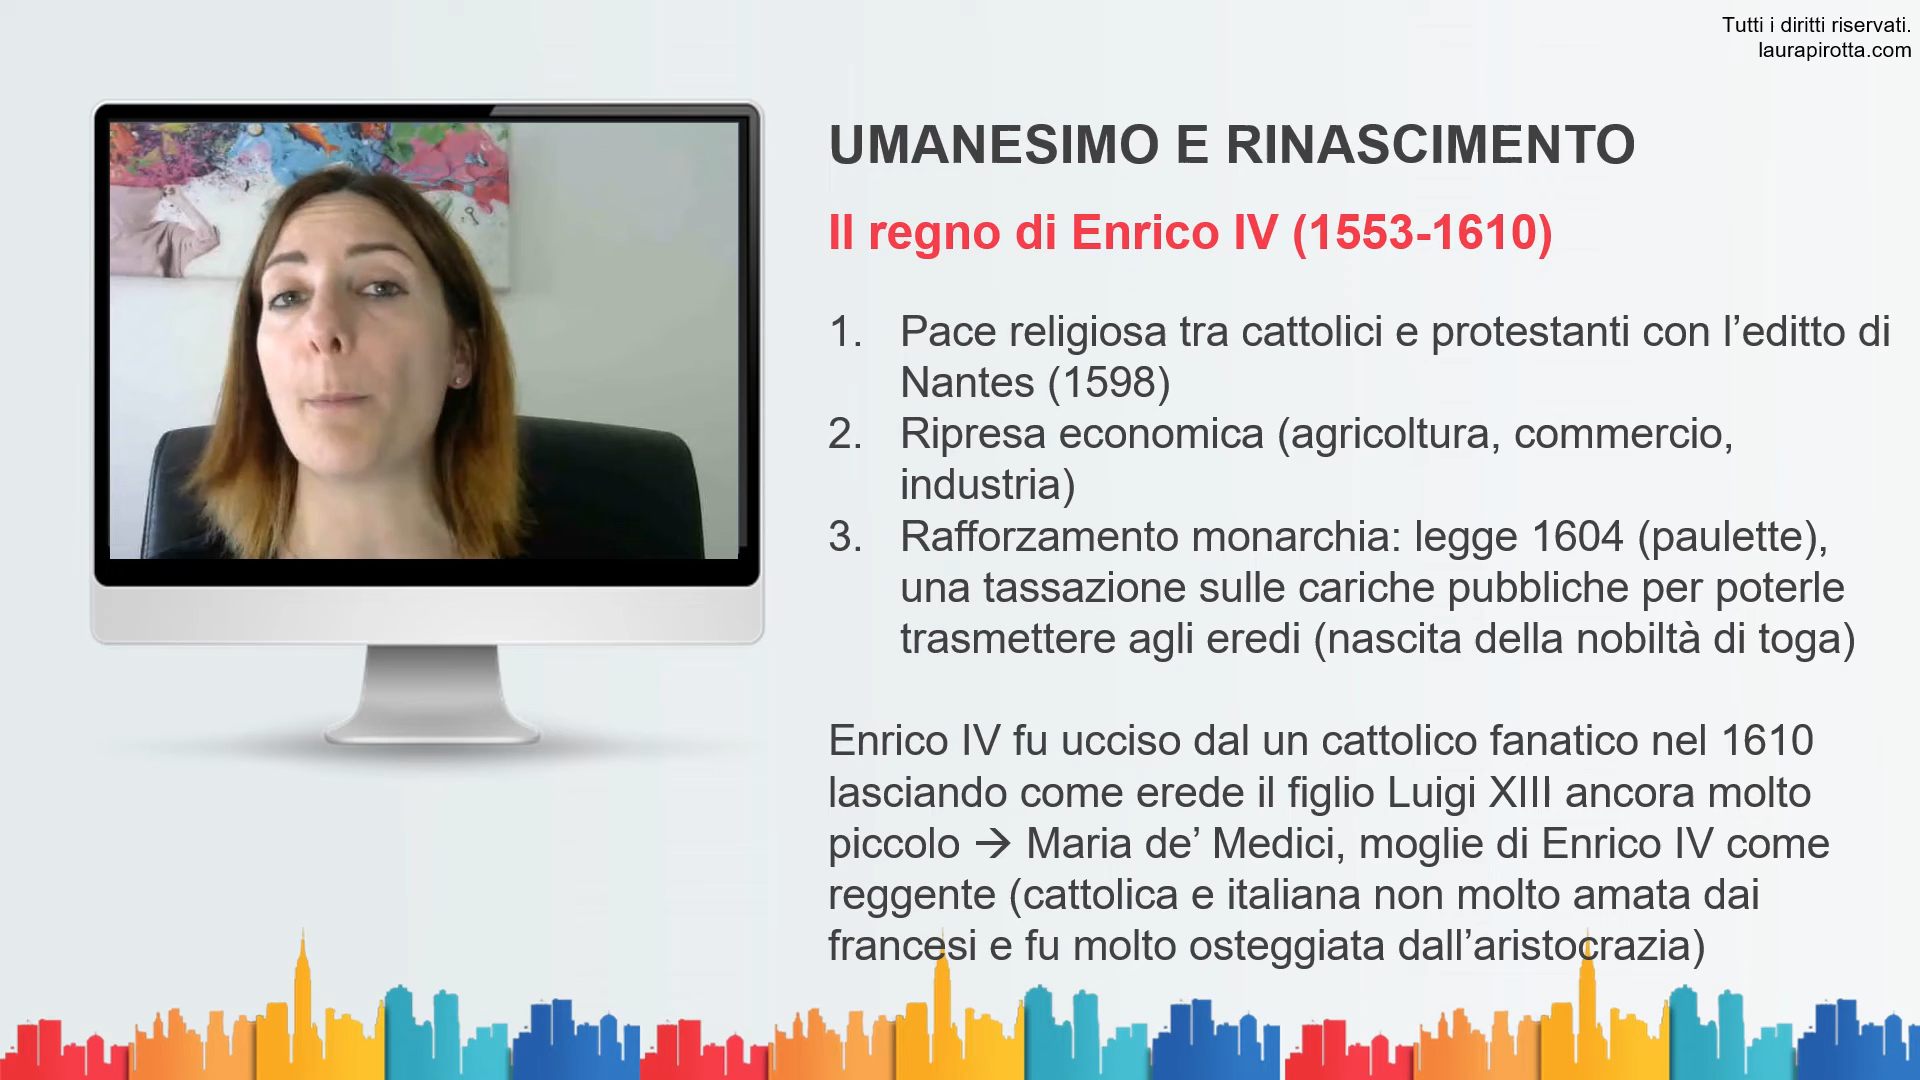 Tutti i diritti riservati.
laurapirotta.com
UMANESIMO E RINASCIMENTO
Il regno di Enrico IV (1553-1610)
1. Pace religiosa tra cattolici e protestanti con l’editto di
Nantes (1598)
2. Ripresa economica (agricoltura, commercio,
industria)
3. Rafforzamento monarchia: legge 1604 (paulette),
una tassazione sulle cariche pubbliche per poterle
trasmettere agli eredi (nascita della nobiltà di toga)
Enrico IV fu ucciso dal un cattolico fanatico nel 1610
lasciando come erede il figlio Luigi XIII ancora molto
piccolo → Maria de’ Medici, moglie di Enrico IV come
reggente (cattolica e italiana non molto amata dai
francesi e fu molto osteggiata dall’aristocrazia)